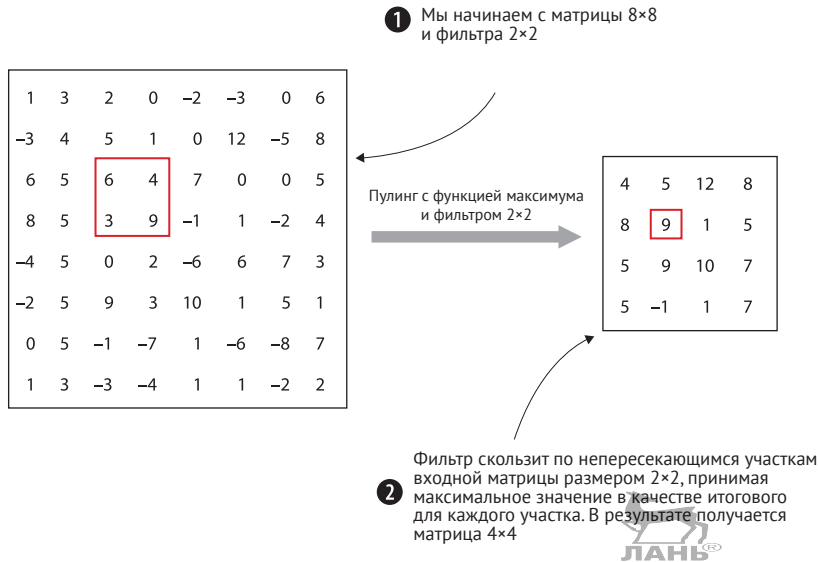 1 Мы начинаем с матрицы 8×8
и фильтра 2×2
1 3 2 0 –2 –3 0 6
–3 4 5 1 0 12 –5 8
6 5 6 4 7 0 0 5
8 5 3 9 –1 1 –2 4
–4 5 0 2 –6 6 7 3
–2 5 9 3 10 1 5 1
0 5 –1 –7 1 –6 –8 7
1 3 –3 –4 1 1 –2 2
Пулинг с функцией максимума
и фильтром 2×2
4 5 12 8
8 9 1 5
5 9 10 7
5 –1 1 7
2 Фильтр скользит по непересекающимся участкам
входной матрицы размером 2×2, принимая
максимальное значение в качестве итогового
для каждого участка. В результате получается
матрица 4×4
ЛАНЬ®